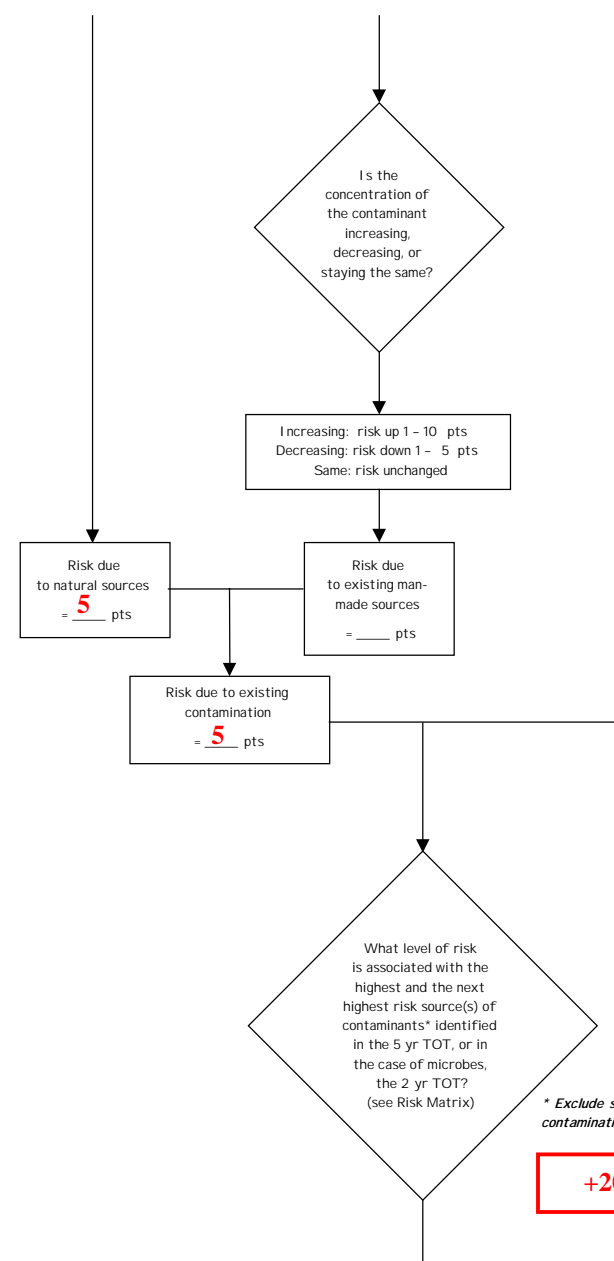 Is the
concentration of
the contaminant
increasing,
decreasing, or
staying the same?
Increasing: risk up 1 – 10 pts
Decreasing: risk down 1 – 5 pts
Same: risk unchanged
Risk due
to natural sources
= 5 pts
Risk due
to existing man-
made sources
= ____ pts
Risk due to existing
contamination
= 5 pts
What level of risk
is associated with the
highest and the next
highest risk source(s) of
contaminants* identified
in the 5 yr TOT, or in
the case of microbes,
the 2 yr TOT?
(see Risk Matrix)
* Exclude